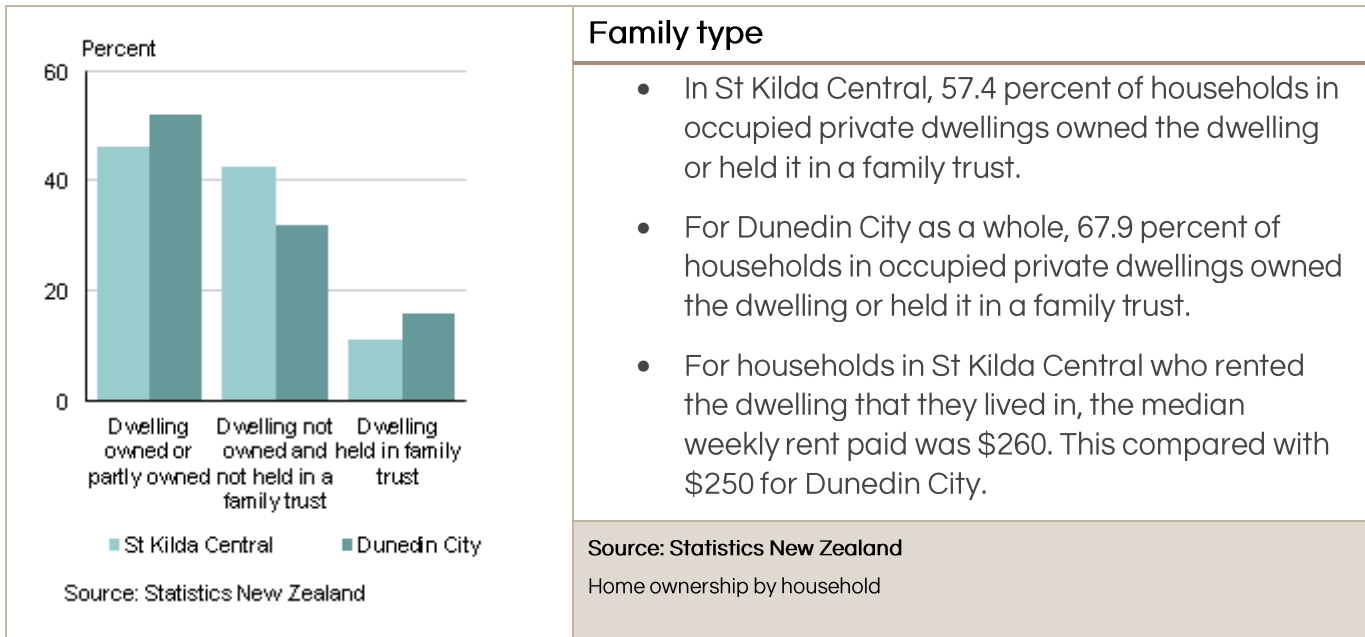 Percent
60
40
20
0
Dwelling owned or partly owned
Dwelling not owned and not held in a family trust
Dwelling held in family trust
St Kilda Central
Dunedin City
Source: Statistics New Zealand
Family type
• In St Kilda Central, 57.4 percent of households in
occupied private dwellings owned the dwelling
or held it in a family trust.
• For Dunedin City as a whole, 67.9 percent of
households in occupied private dwellings owned
the dwelling or held it in a family trust.
• For households in St Kilda Central who rented
the dwelling that they lived in, the median
weekly rent paid was $260. This compared with
$250 for Dunedin City.
Source: Statistics New Zealand
Home ownership by household